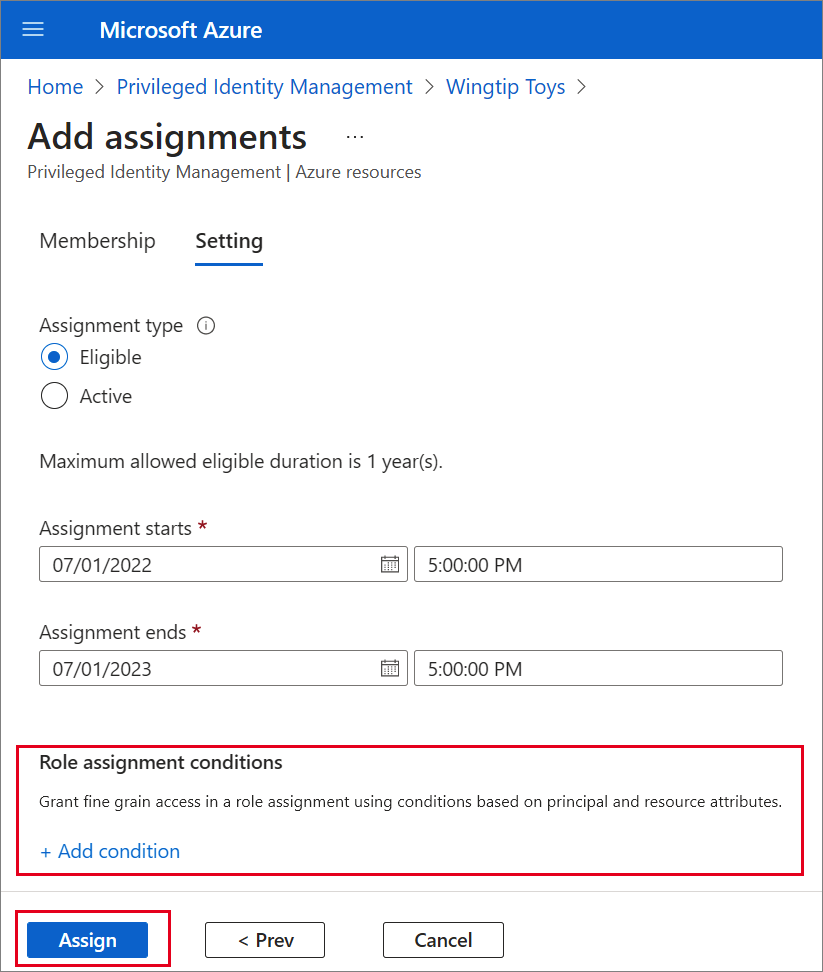 Microsoft Azure
Home > Privileged Identity Management > Wingtip Toys >
Add assignments ...
Privileged Identity Management | Azure resources
Membership Setting
Assignment type
Eligible
Active
Maximum allowed eligible duration is 1 year(s).
Assignment starts *
07/01/2022 5:00:00 PM
Assignment ends *
07/01/2023 5:00:00 PM
Role assignment conditions
Grant fine grain access in a role assignment using conditions based on principal and resource attributes.
+ Add condition
Assign < Prev Cancel